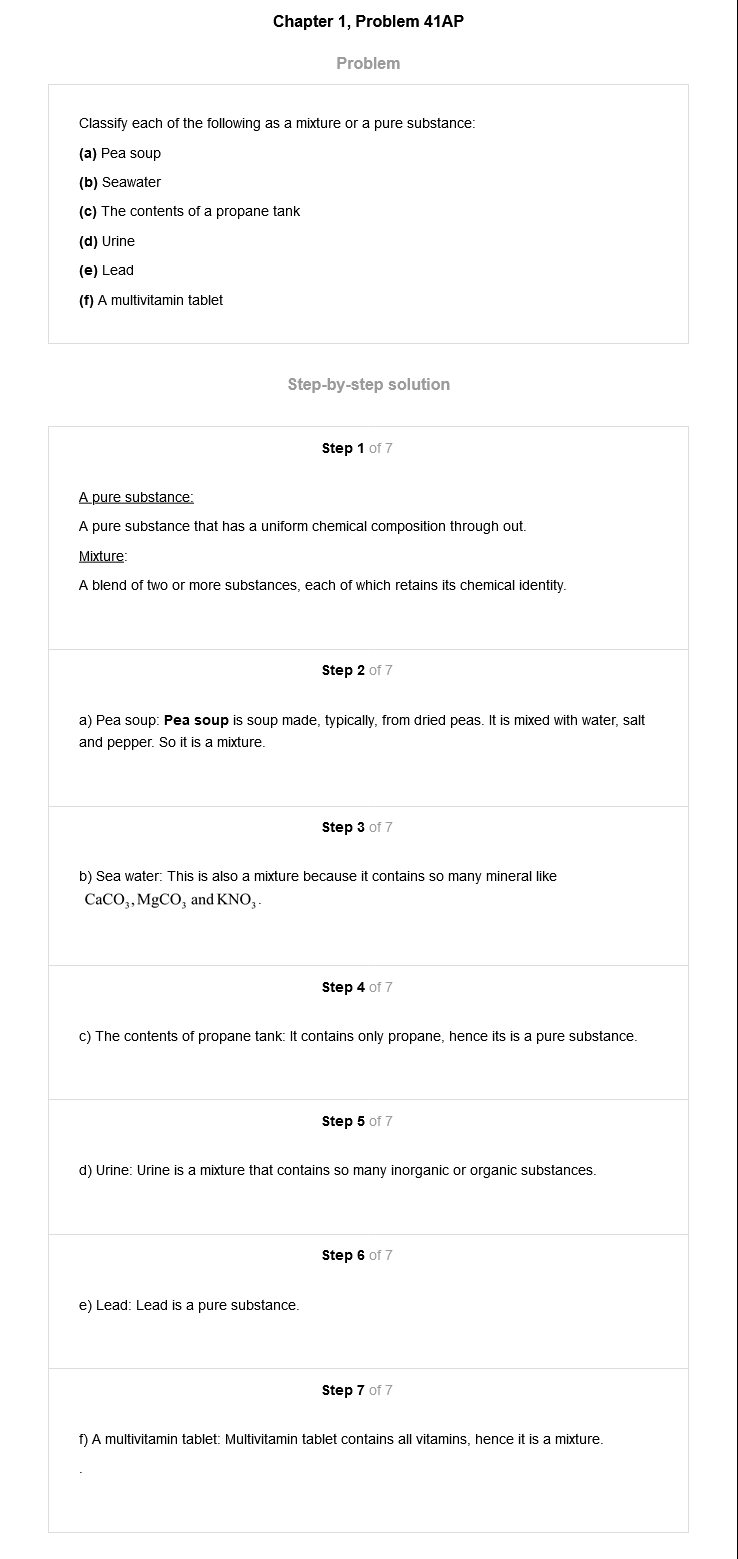 Chapter 1, Problem 41AP
Problem
Classify each of the following as a mixture or a pure substance:
(a) Pea soup
(b) Seawater
(c) The contents of a propane tank
(d) Urine
(e) Lead
(f) A multivitamin tablet
Step-by-step solution
Step 1 of 7
A pure substance:
A pure substance that has a uniform chemical composition through out.
Mixture:
A blend of two or more substances, each of which retains its chemical identity.
Step 2 of 7
a) Pea soup: Pea soup is soup made, typically, from dried peas. It is mixed with water, salt
and pepper. So it is a mixture.
Step 3 of 7
b) Sea water: This is also a mixture because it contains so many mineral like
CaCO₃, MgCO₃ and KNO₃.
Step 4 of 7
c) The contents of propane tank: It contains only propane, hence its is a pure substance.
Step 5 of 7
d) Urine: Urine is a mixture that contains so many inorganic or organic substances.
Step 6 of 7
e) Lead: Lead is a pure substance.
Step 7 of 7
f) A multivitamin tablet: Multivitamin tablet contains all vitamins, hence it is a mixture.
.